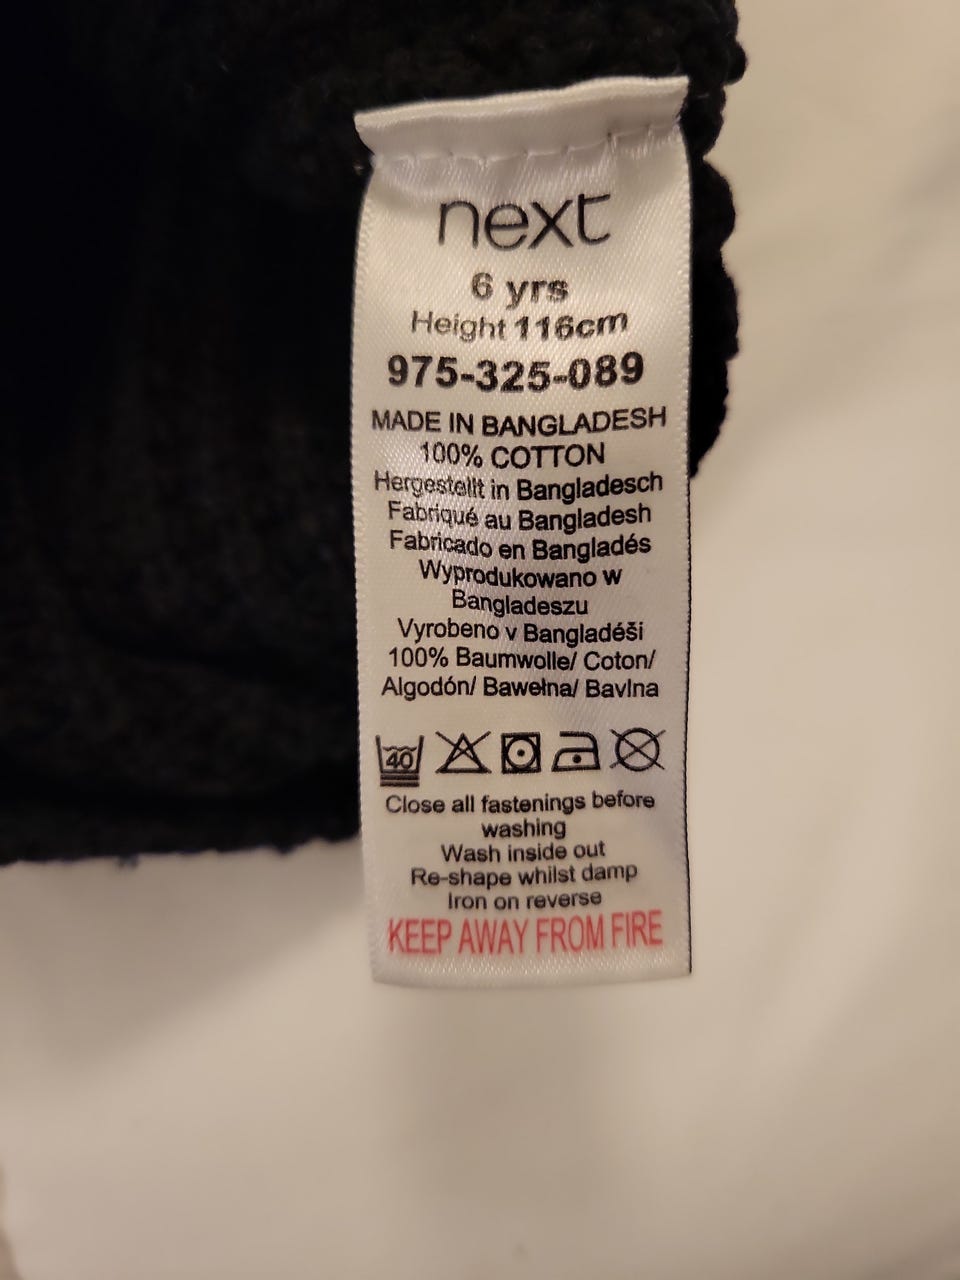 next
6 yrs
Height 116cm
975-325-089
MADE IN BANGLADESH
100% COTTON
Hergestellt in Bangladesch
Fabriqué au Bangladesh
Fabricado en Bangladés
Wyprodukowano w
Bangladeszu
Vyrobeno v Bangladéši
100% Baumwolle/ Coton/
Algodón/ Bawełna/ Bavlna
40
Close all fastenings before
washing
Wash inside out
Re-shape whilst damp
Iron on reverse
KEEP AWAY FROM FIRE